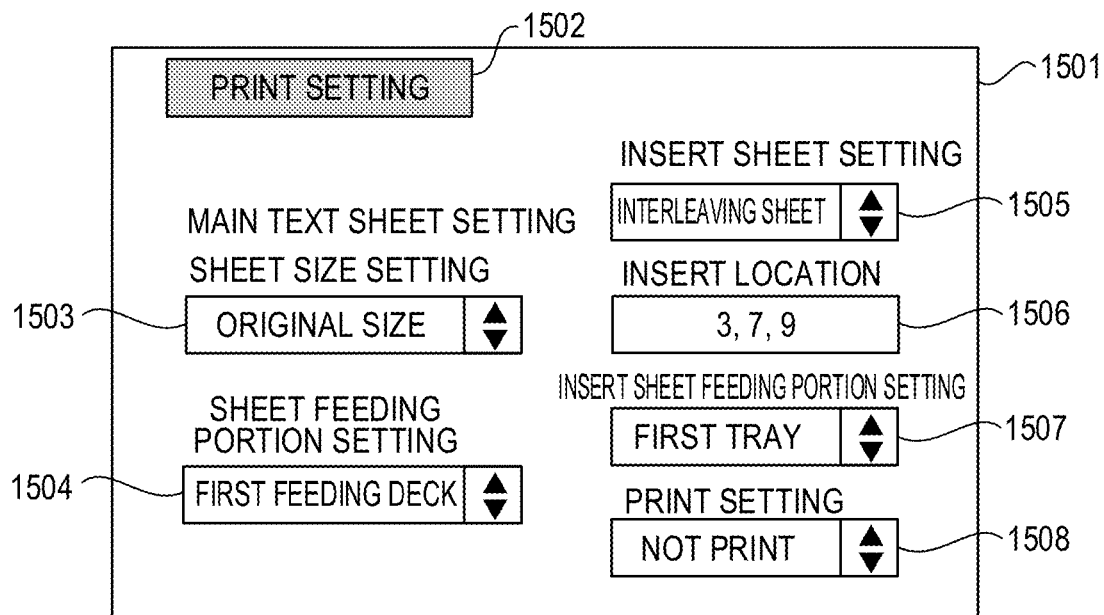 1502
PRINT SETTING
1501
MAIN TEXT SHEET SETTING
SHEET SIZE SETTING
1503
ORIGINAL SIZE
SHEET FEEDING
PORTION SETTING
1504
FIRST FEEDING DECK
INSERT SHEET SETTING
INTERLEAVING SHEET
1505
INSERT LOCATION
3, 7, 9
1506
INSERT SHEET FEEDING PORTION SETTING
FIRST TRAY
1507
PRINT SETTING
NOT PRINT
1508